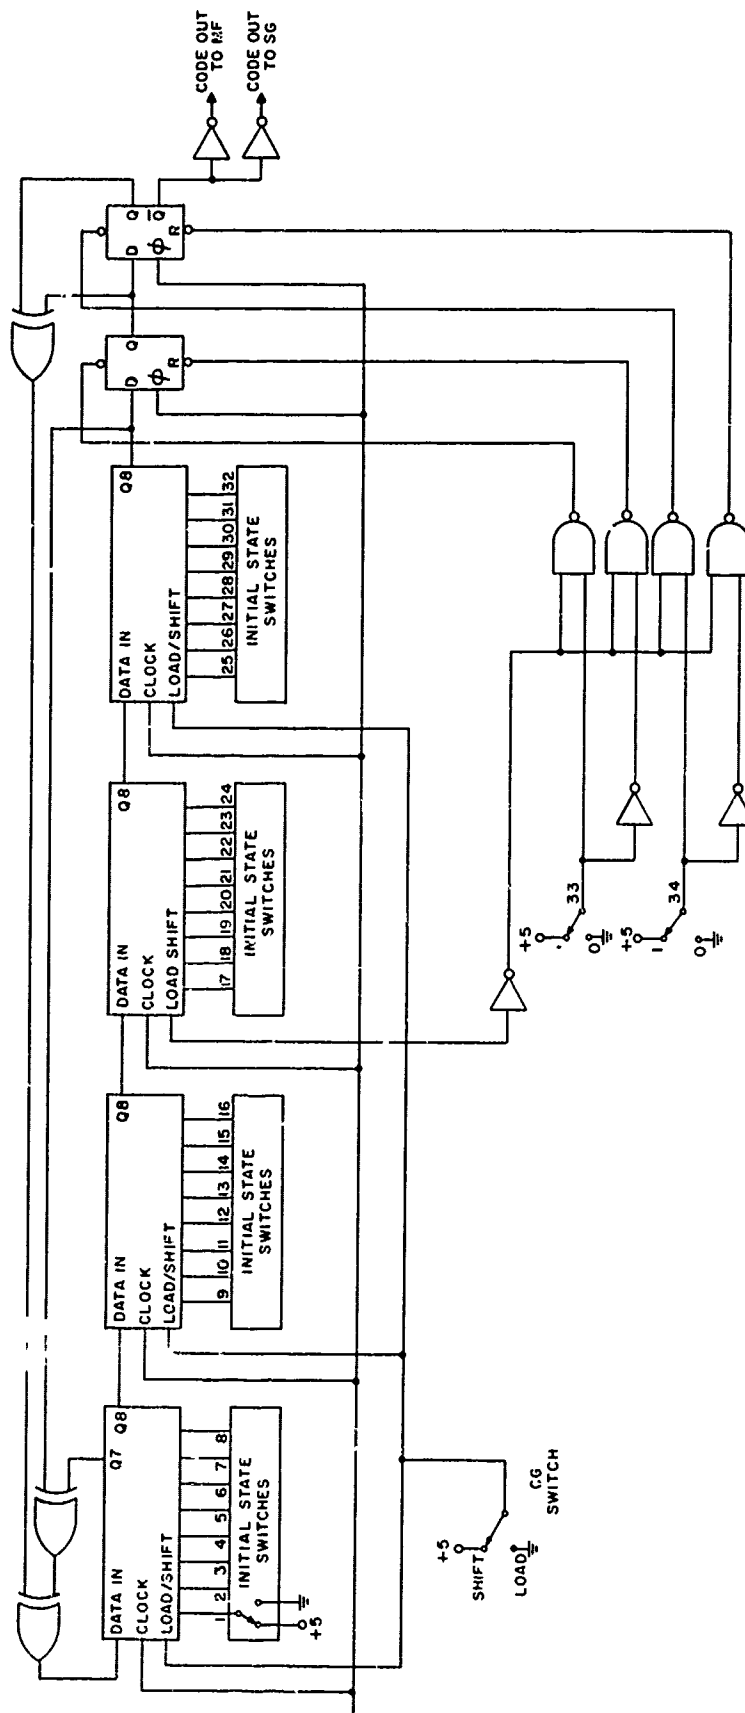 CODE OUT
TO MF
CODE OUT
TO SG
D
Q
Φ
Q̅
R
D
Q
Φ
R
DATA IN
Q7
Q8
CLOCK
LOAD/SHIFT
1
2
3
4
5
6
7
8
INITIAL STATE
SWITCHES
+5
DATA IN
Q8
CLOCK
LOAD/SHIFT
9
10
11
12
13
14
15
16
INITIAL STATE
SWITCHES
DATA IN
Q8
CLOCK
LOAD SHIFT
17
18
19
20
21
22
23
24
INITIAL STATE
SWITCHES
DATA IN
Q8
CLOCK
LOAD/SHIFT
25
26
27
28
29
30
31
32
INITIAL STATE
SWITCHES
+5
SHIFT
LOAD
CG
SWITCH
+5
0
33
+5
1
0
34